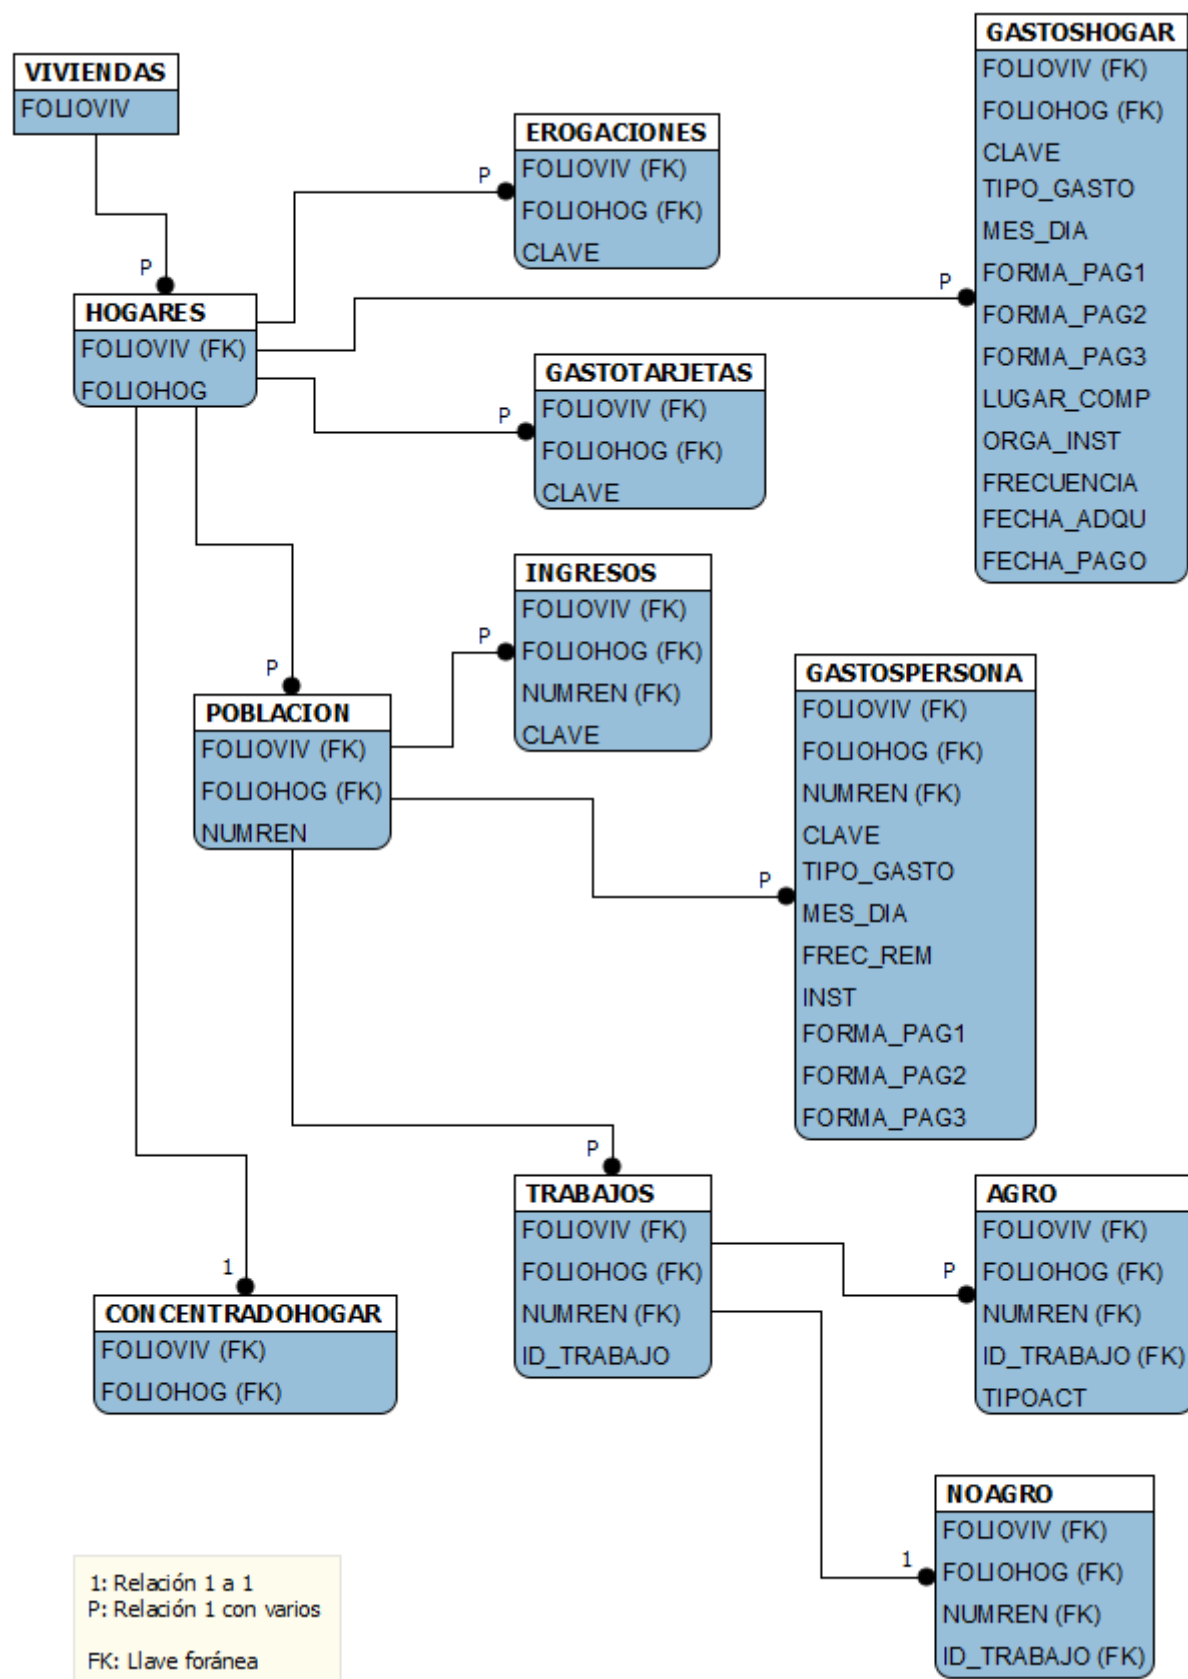 VIVIENDAS
FOLIOVIV
P
HOGARES
FOLIOVIV (FK)
FOLIOHOG
P
EROGACIONES
FOLIOVIV (FK)
FOLIOHOG (FK)
CLAVE
P
GASTOSHOGAR
FOLIOVIV (FK)
FOLIOHOG (FK)
CLAVE
TIPO_GASTO
MES_DIA
FORMA_PAG1
FORMA_PAG2
FORMA_PAG3
LUGAR_COMP
ORGA_INST
FRECUENCIA
FECHA_ADQU
FECHA_PAGO
P
GASTOTARJETAS
FOLIOVIV (FK)
FOLIOHOG (FK)
CLAVE
P
POBLACION
FOLIOVIV (FK)
FOLIOHOG (FK)
NUMREN
P
INGRESOS
FOLIOVIV (FK)
FOLIOHOG (FK)
NUMREN (FK)
CLAVE
P
GASTOSPERSONA
FOLIOVIV (FK)
FOLIOHOG (FK)
NUMREN (FK)
CLAVE
TIPO_GASTO
MES_DIA
FREC_REM
INST
FORMA_PAG1
FORMA_PAG2
FORMA_PAG3
1
CONCENTRADOHOGAR
FOLIOVIV (FK)
FOLIOHOG (FK)
P
TRABAJOS
FOLIOVIV (FK)
FOLIOHOG (FK)
NUMREN (FK)
ID_TRABAJO
P
AGRO
FOLIOVIV (FK)
FOLIOHOG (FK)
NUMREN (FK)
ID_TRABAJO (FK)
TIPOACT
1
NOAGRO
FOLIOVIV (FK)
FOLIOHOG (FK)
NUMREN (FK)
ID_TRABAJO (FK)
1: Relación 1 a 1
P: Relación 1 con varios
FK: Llave foránea